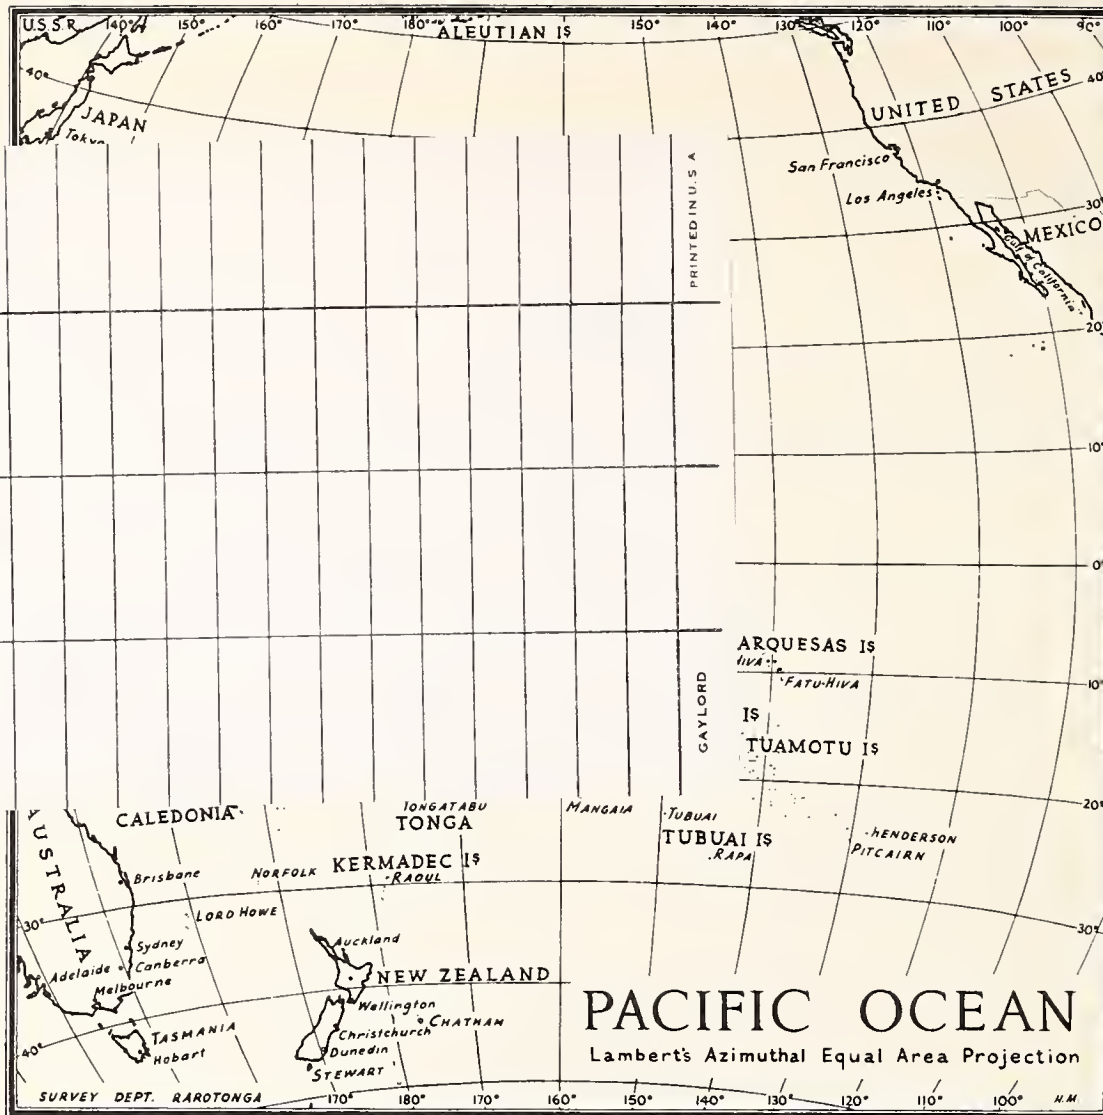 U.S.S.R. 140° 150° 160° 170° 180° 170° 160° 150° 140° 130° 120° 110° 100° 90°
ALEUTIAN IS
40°
JAPAN
Tokyo
UNITED STATES
40°
San Francisco
Los Angeles
30°
MEXICO
Gulf of California
20°
10°
0°
PRINTED IN U.S.A
GAYLORD
ARQUESAS IS
HIVA
FATU-HIVA
10°
IS
TUAMOTU IS
20°
AUSTRALIA
CALEDONIA
TONGATABU
TONGA
MANGAIA
TUBUAI
TUBUAI IS
RAPA
HENDERSON
PITCAIRN
Brisbane
NORFOLK
KERMADEC IS
RAOUL
30°
LORD HOWE
30°
Sydney
Adelaide
Canberra
Melbourne
Auckland
NEW ZEALAND
Wellington
CHATHAM
Christchurch
Dunedin
STEWART
TASMANIA
Hobart
40°
PACIFIC OCEAN
Lambert's Azimuthal Equal Area Projection
SURVEY DEPT. RAROTONGA
170° 180° 170° 160° 150° 140° 130° 120° 110° 100°
H.M.